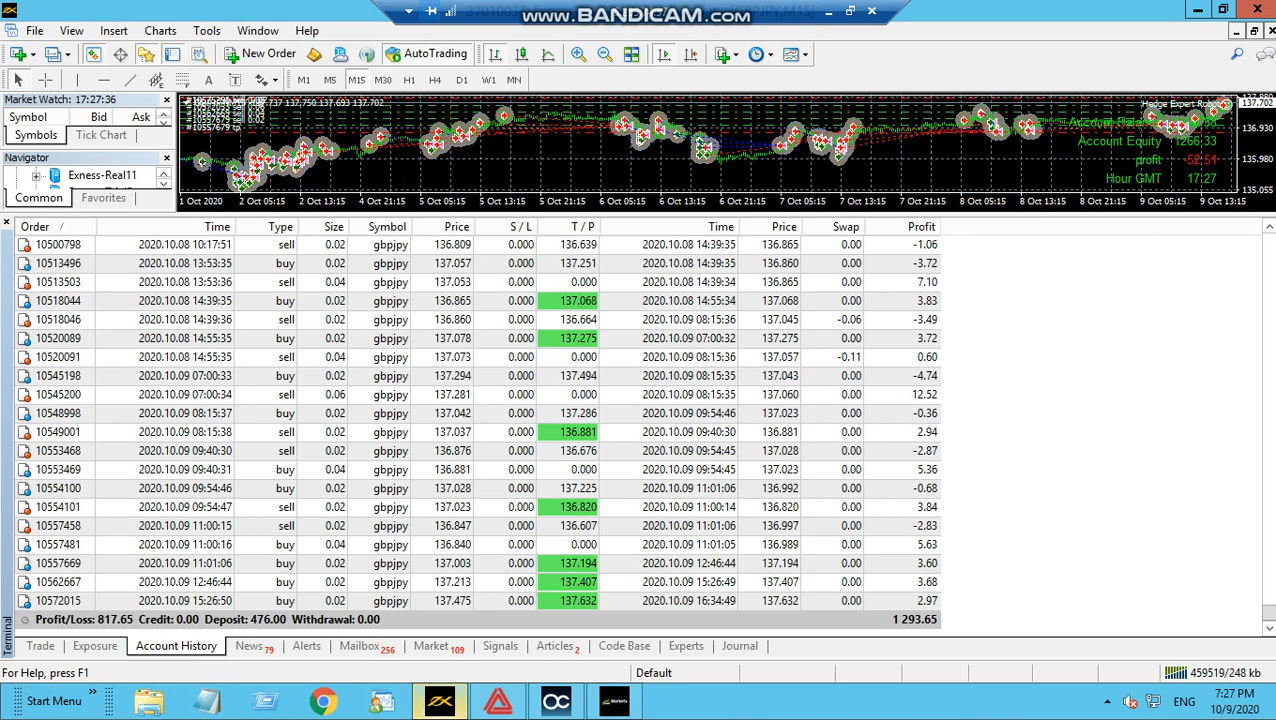 www.BANDICAM.com
File View Insert Charts Tools Window Help
New Order AutoTrading
M1 M5 M15 M30 H1 H4 D1 W1 MN
Market Watch: 17:27:36
Symbol Bid Ask
Symbols Tick Chart
Navigator
Exness-Real11
Common Favorites
137.750 137.693 137.702
Hedge Expert Robo
Account Equity 1266.33
profit -52.51
Hour GMT 17:27
137.880
137.702
136.930
135.980
135.055
1 Oct 2020 2 Oct 05:15 2 Oct 13:15 4 Oct 21:15 5 Oct 05:15 5 Oct 13:15 5 Oct 21:15 6 Oct 05:15 6 Oct 13:15 6 Oct 21:15 7 Oct 05:15 7 Oct 13:15 8 Oct 21:15 8 Oct 05:15 8 Oct 13:15 9 Oct 05:15 9 Oct 13:15
Order / Time Type Size Symbol Price S / L T / P Time Price Swap Profit
10500798 2020.10.08 10:17:51 sell 0.02 gbpjpy 136.809 0.000 136.639 2020.10.08 14:39:35 136.865 0.00 -1.06
10513496 2020.10.08 13:53:35 buy 0.02 gbpjpy 137.057 0.000 137.251 2020.10.08 14:39:35 136.860 0.00 -3.72
10513503 2020.10.08 13:53:36 sell 0.04 gbpjpy 137.053 0.000 0.000 2020.10.08 14:39:34 136.865 0.00 7.10
10518044 2020.10.08 14:39:35 buy 0.02 gbpjpy 136.865 0.000 137.068 2020.10.08 14:55:34 137.068 0.00 3.83
10518046 2020.10.08 14:39:36 sell 0.02 gbpjpy 136.860 0.000 136.664 2020.10.09 08:15:36 137.045 -0.06 -3.49
10520089 2020.10.08 14:55:35 buy 0.02 gbpjpy 137.078 0.000 137.275 2020.10.09 07:00:32 137.275 0.00 3.72
10520091 2020.10.08 14:55:35 sell 0.04 gbpjpy 137.073 0.000 0.000 2020.10.09 08:15:36 137.057 -0.11 0.60
10545198 2020.10.09 07:00:33 buy 0.02 gbpjpy 137.294 0.000 137.494 2020.10.09 08:15:35 137.043 0.00 -4.74
10545200 2020.10.09 07:00:34 sell 0.06 gbpjpy 137.281 0.000 0.000 2020.10.09 08:15:35 137.060 0.00 12.52
10548998 2020.10.09 08:15:37 buy 0.02 gbpjpy 137.042 0.000 137.286 2020.10.09 09:54:46 137.023 0.00 -0.36
10549001 2020.10.09 08:15:38 sell 0.02 gbpjpy 137.037 0.000 136.881 2020.10.09 09:40:30 136.881 0.00 2.94
10553468 2020.10.09 09:40:30 sell 0.02 gbpjpy 136.876 0.000 136.676 2020.10.09 09:54:45 137.028 0.00 -2.87
10553469 2020.10.09 09:40:31 buy 0.04 gbpjpy 136.881 0.000 0.000 2020.10.09 09:54:45 137.023 0.00 5.36
10554100 2020.10.09 09:54:46 buy 0.02 gbpjpy 137.028 0.000 137.225 2020.10.09 11:01:06 136.992 0.00 -0.68
10554101 2020.10.09 09:54:47 sell 0.02 gbpjpy 137.023 0.000 136.820 2020.10.09 11:00:14 136.820 0.00 3.84
10557458 2020.10.09 11:00:15 sell 0.02 gbpjpy 136.847 0.000 136.607 2020.10.09 11:01:06 136.997 0.00 -2.83
10557481 2020.10.09 11:00:16 buy 0.04 gbpjpy 136.840 0.000 0.000 2020.10.09 11:01:05 136.989 0.00 5.63
10557669 2020.10.09 11:01:06 buy 0.02 gbpjpy 137.003 0.000 137.194 2020.10.09 12:46:44 137.194 0.00 3.60
10562667 2020.10.09 12:46:44 buy 0.02 gbpjpy 137.213 0.000 137.407 2020.10.09 15:26:49 137.407 0.00 3.68
10572015 2020.10.09 15:26:50 buy 0.02 gbpjpy 137.475 0.000 137.632 2020.10.09 16:34:49 137.632 0.00 2.97
Profit/Loss: 817.65 Credit: 0.00 Deposit: 476.00 Withdrawal: 0.00 1 293.65
Terminal
Trade Exposure Account History News 79 Alerts Mailbox 256 Market 109 Signals Articles 2 Code Base Experts Journal
For Help, press F1 Default 459519/248 kb
Start Menu ENG 7:27 PM
10/9/2020